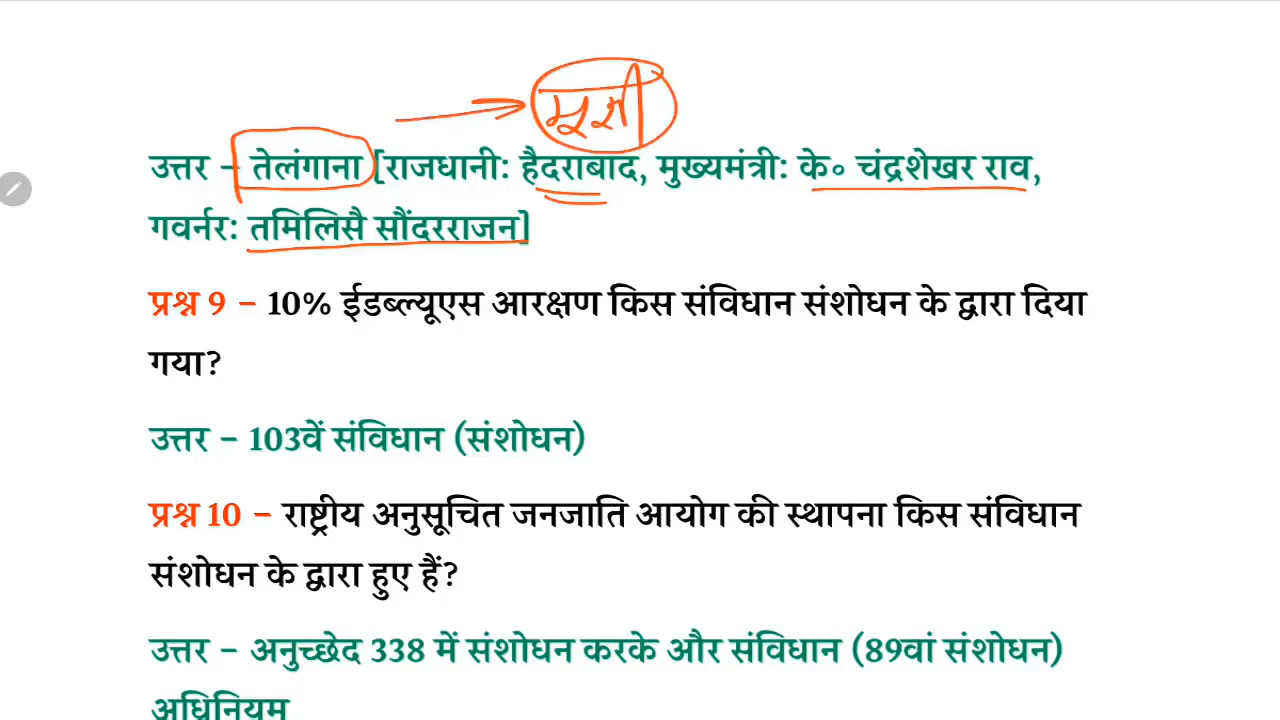 मूसी
उत्तर – तेलंगाना [राजधानी: हैदराबाद, मुख्यमंत्री: के० चंद्रशेखर राव,
गवर्नर: तमिलिसै सौंदरराजन]
प्रश्न 9 – 10% ईडब्ल्यूएस आरक्षण किस संविधान संशोधन के द्वारा दिया
गया?
उत्तर – 103वें संविधान (संशोधन)
प्रश्न 10 – राष्ट्रीय अनुसूचित जनजाति आयोग की स्थापना किस संविधान
संशोधन के द्वारा हुए हैं?
उत्तर – अनुच्छेद 338 में संशोधन करके और संविधान (89वां संशोधन)
अधिनियम